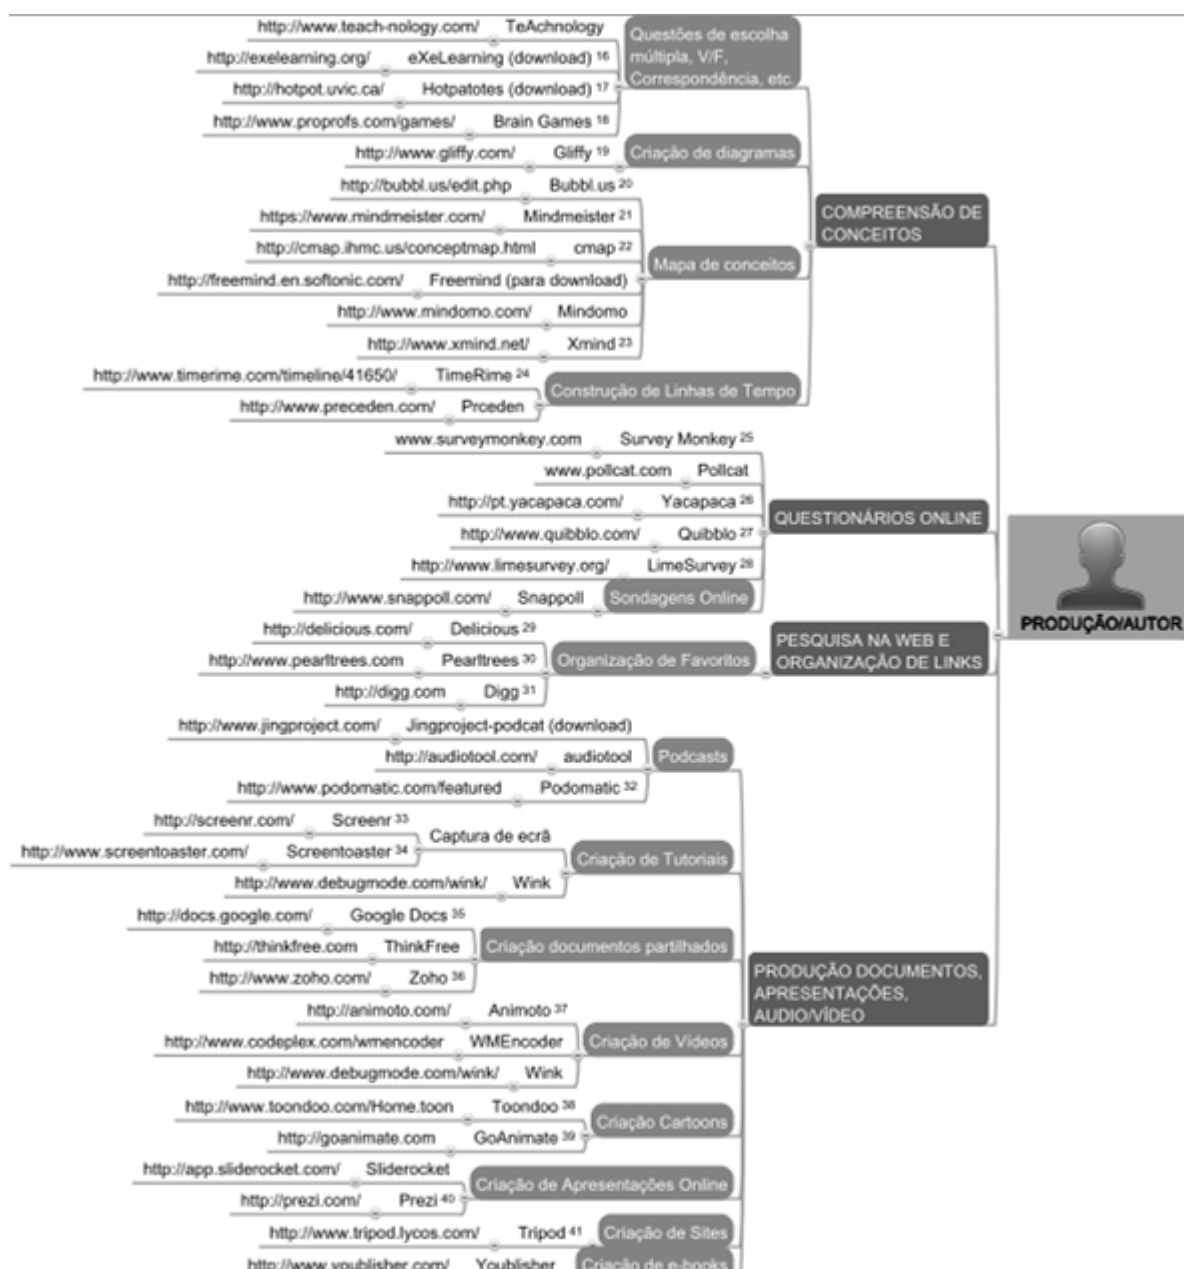 http://www.teach-nology.com/ TeAchnology
http://exelearning.org/ eXeLearning (download) 16
http://hotpot.uvic.ca/ Hotpatotes (download) 17
http://www.proprofs.com/games/ Brain Games 18
Questões de escolha
múltipla, V/F,
Correspondência, etc.
http://www.gliffy.com/ Gliffy 19
Criação de diagramas
http://bubbl.us/edit.php Bubbl.us 20
https://www.mindmeister.com/ Mindmeister 21
http://cmap.ihmc.us/conceptmap.html cmap 22
http://freemind.en.softonic.com/ Freemind (para download)
http://www.mindomo.com/ Mindomo
http://www.xmind.net/ Xmind 23
Mapa de conceitos
http://www.timerime.com/timeline/41650/ TimeRime 24
http://www.preceden.com/ Prceden
Construção de Linhas de Tempo
COMPREENSÃO DE
CONCEITOS
www.surveymonkey.com Survey Monkey 25
www.pollcat.com Pollcat
http://pt.yacapaca.com/ Yacapaca 26
http://www.quibblo.com/ Quibblo 27
http://www.limesurvey.org/ LimeSurvey 28
http://www.snappoll.com/ Snappoll
Sondagens Online
QUESTIONÁRIOS ONLINE
http://delicious.com/ Delicious 29
http://www.pearltrees.com Pearltrees 30
http://digg.com Digg 31
Organização de Favoritos
PESQUISA NA WEB E
ORGANIZAÇÃO DE LINKS
PRODUÇÃO/AUTOR
http://www.jingproject.com/ Jingproject-podcat (download)
http://audiotool.com/ audiotool
http://www.podomatic.com/featured Podomatic 32
Podcasts
http://screenr.com/ Screenr 33
http://www.screentoaster.com/ Screentoaster 34
Captura de ecrã
http://www.debugmode.com/wink/ Wink
Criação de Tutoriais
http://docs.google.com/ Google Docs 35
http://thinkfree.com ThinkFree
http://www.zoho.com/ Zoho 36
Criação documentos partilhados
http://animoto.com/ Animoto 37
http://www.codeplex.com/wmencoder WMEncoder
http://www.debugmode.com/wink/ Wink
Criação de Vídeos
http://www.toondoo.com/Home.toon Toondoo 38
http://goanimate.com GoAnimate 39
Criação Cartoons
http://app.sliderocket.com/ Sliderocket
http://prezi.com/ Prezi 40
Criação de Apresentações Online
http://www.tripod.lycos.com/ Tripod 41
Criação de Sites
http://www.youblisher.com/ Youblisher
Criação de e-books
PRODUÇÃO DOCUMENTOS,
APRESENTAÇÕES,
AUDIO/VÍDEO